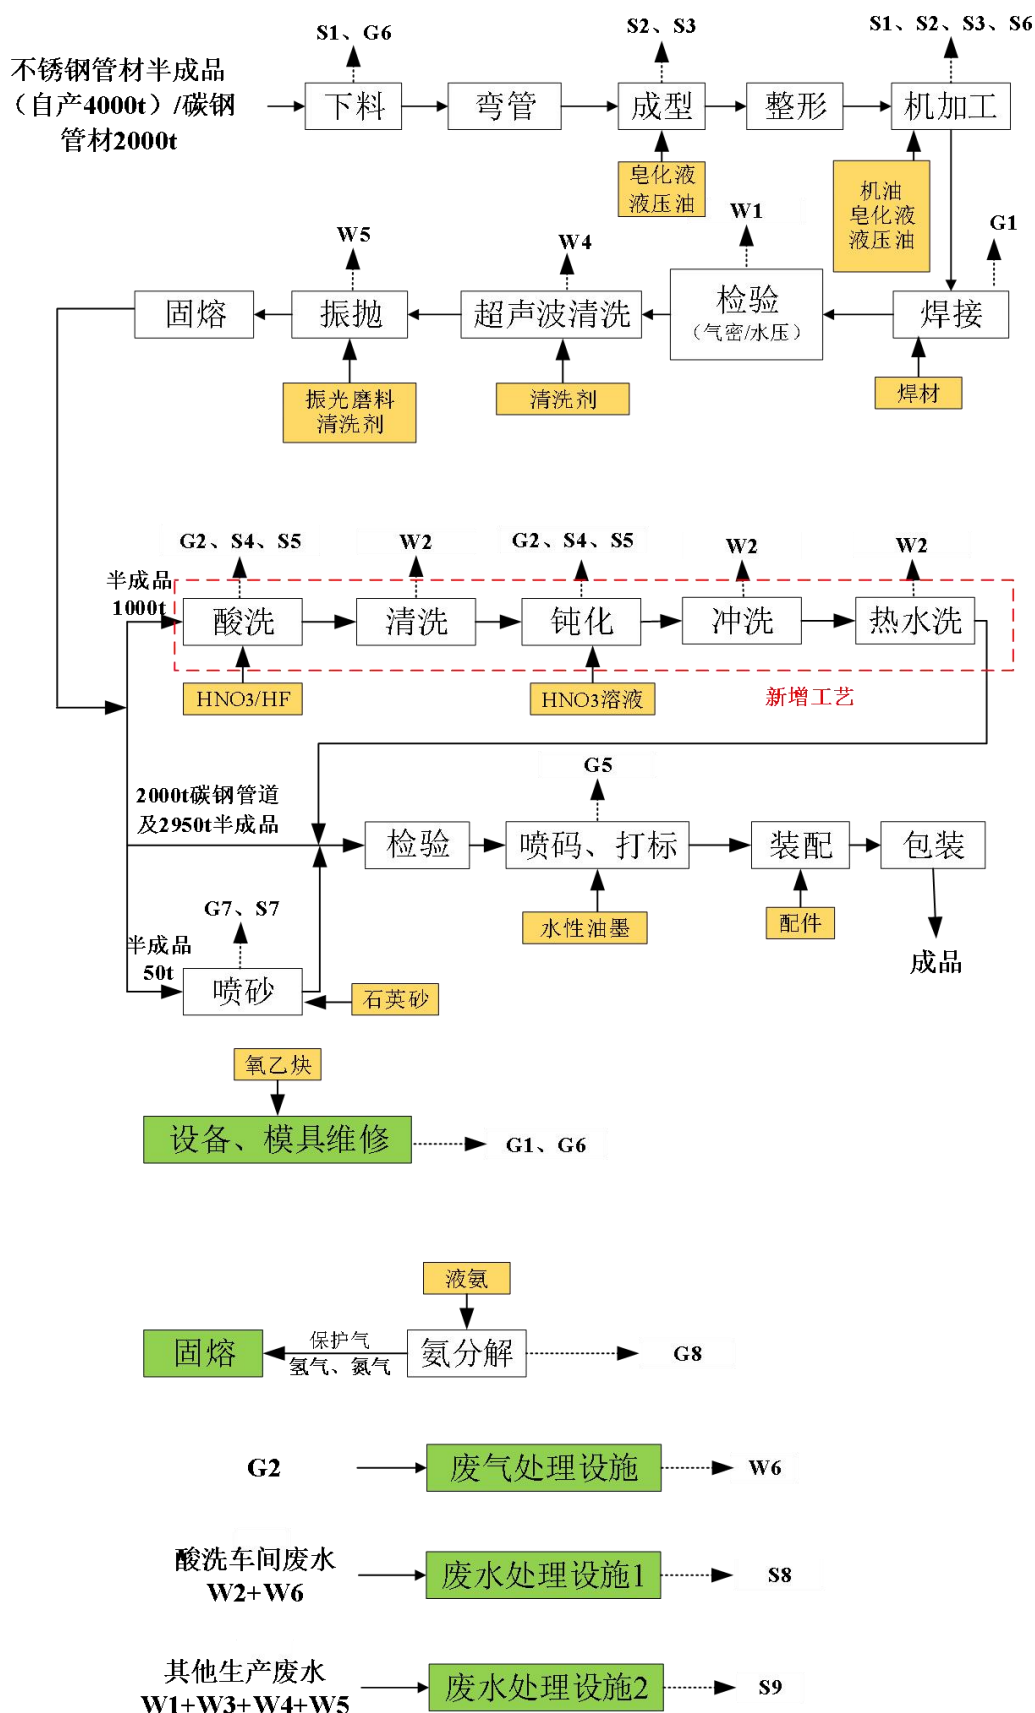 S1、G6
S2、S3
S1、S2、S3、S6
不锈钢管材半成品
（自产4000t）/碳钢
管材2000t
下料
弯管
成型
整形
机加工
皂化液
液压油
机油
皂化液
液压油
W5
W4
W1
G1
固熔
振抛
超声波清洗
检验
（气密/水压）
焊接
振光磨料
清洗剂
清洗剂
焊材
G2、S4、S5
W2
G2、S4、S5
W2
W2
半成品
1000t
酸洗
清洗
钝化
冲洗
热水洗
HNO3/HF
HNO3溶液
新增工艺
G5
2000t碳钢管道
及2950t半成品
检验
喷码、打标
装配
包装
水性油墨
配件
成品
G7、S7
半成品
50t
喷砂
石英砂
氧乙炔
设备、模具维修
G1、G6
液氨
固熔
保护气
氢气、氮气
氨分解
G8
G2
废气处理设施
W6
酸洗车间废水
W2+W6
废水处理设施1
S8
其他生产废水
W1+W3+W4+W5
废水处理设施2
S9